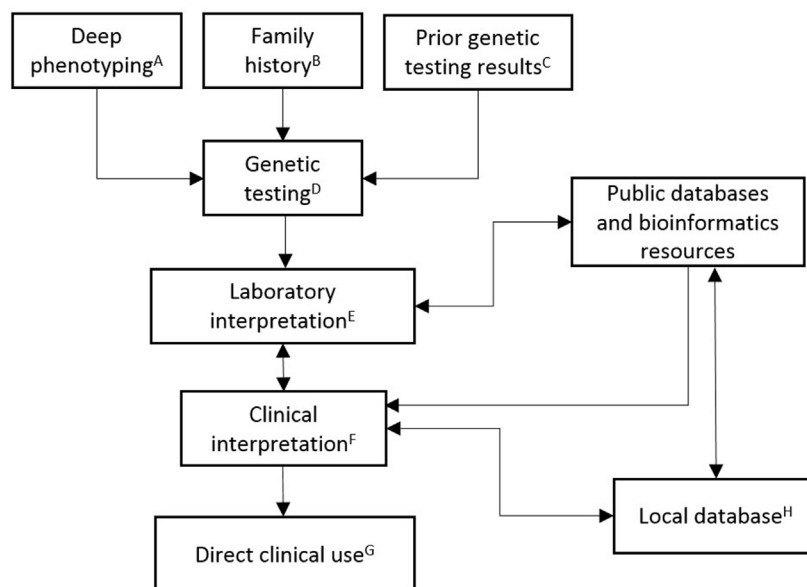 Deep
phenotypingA
Family
historyB
Prior genetic
testing resultsC
Genetic
testingD
Public databases
and bioinformatics
resources
Laboratory
interpretationE
Clinical
interpretationF
Local databaseH
Direct clinical useG